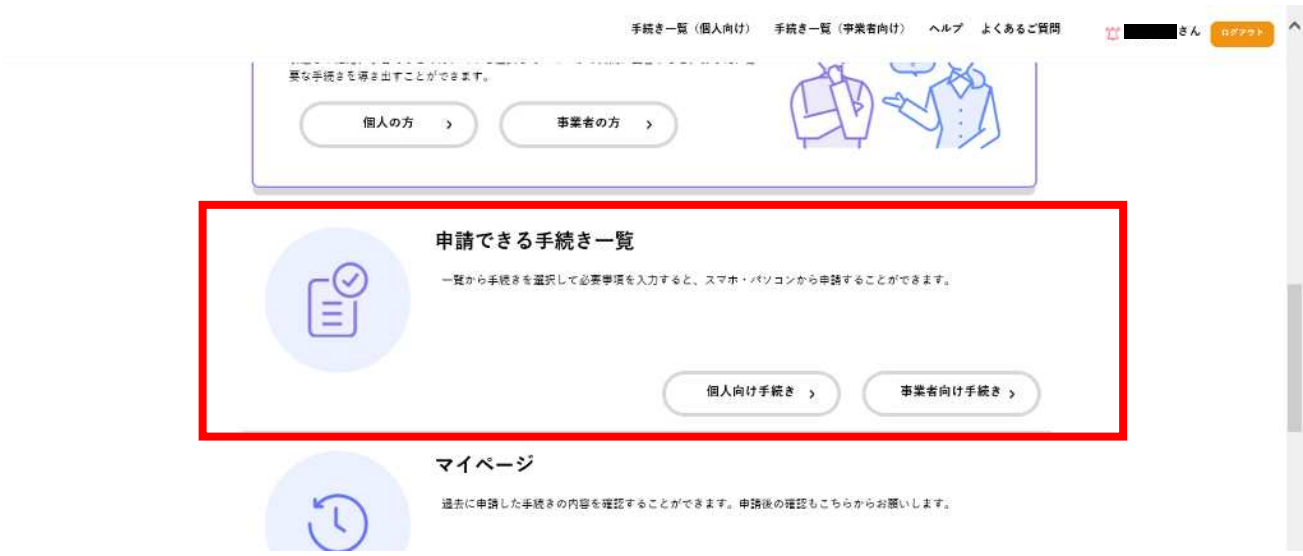 手続き一覧（個人向け） 手続き一覧（事業者向け） ヘルプ よくあるご質問 さん ログアウト
要な手続きを導き出すことができます。
個人の方 事業者の方
申請できる手続き一覧
一覧から手続きを選択して必要事項を入力すると、スマホ・パソコンから申請することができます。
個人向け手続き 事業者向け手続き
マイページ
過去に申請した手続きの内容を確認することができます。申請後の確認もこちらからお願いします。